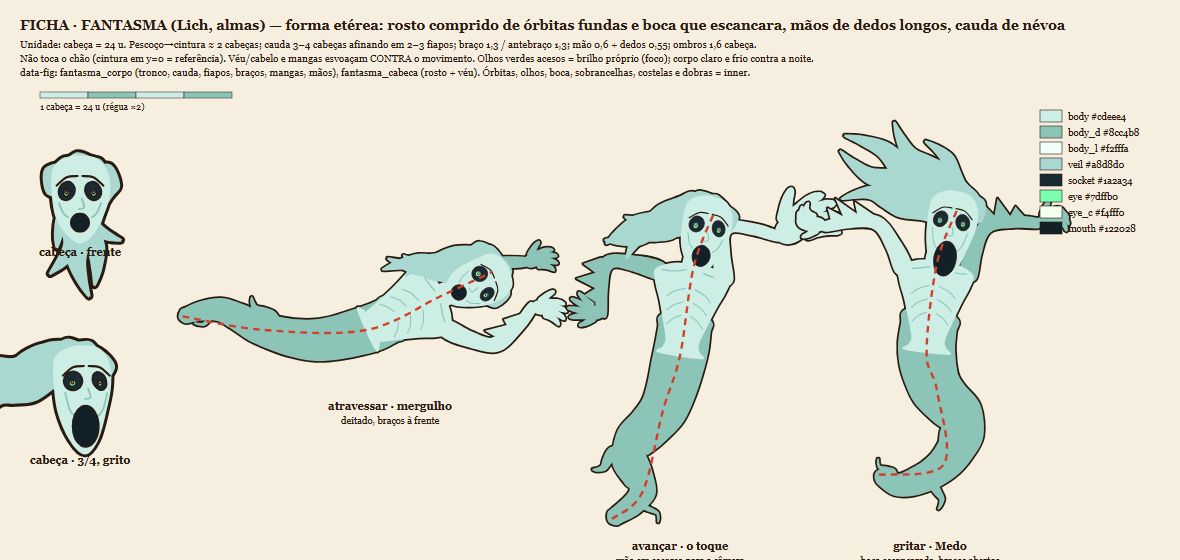 FICHA · FANTASMA (Lich, almas) — forma etérea: rosto comprido de órbitas fundas e boca que escancara, mãos de dedos longos, cauda de névoa
Unidade: cabeça = 24 u. Pescoço→cintura ≈ 2 cabeças; cauda 3–4 cabeças afinando em 2–3 fiapos; braço 1,3 / antebraço 1,3; mão 0,6 + dedos 0,55; ombros 1,6 cabeça.
Não toca o chão (cintura em y=0 = referência). Véu/cabelo e mangas esvoaçam CONTRA o movimento. Olhos verdes acesos = brilho próprio (foco); corpo claro e frio contra a noite.
data-fig: fantasma_corpo (tronco, cauda, fiapos, braços, mangas, mãos), fantasma_cabeca (rosto + véu). Órbitas, olhos, boca, sobrancelhas, costelas e dobras = inner.
1 cabeça = 24 u (régua ×2)
body #cdeee4
body_d #8cc4b8
body_l #f2fffa
veil #a8d8d0
socket #1a2a34
eye #7dffb0
eye_c #f4fff0
mouth #122028
cabeça · frente
cabeça · 3/4, grito
atravessar · mergulho
deitado, braços à frente
avançar · o toque
gritar · Medo